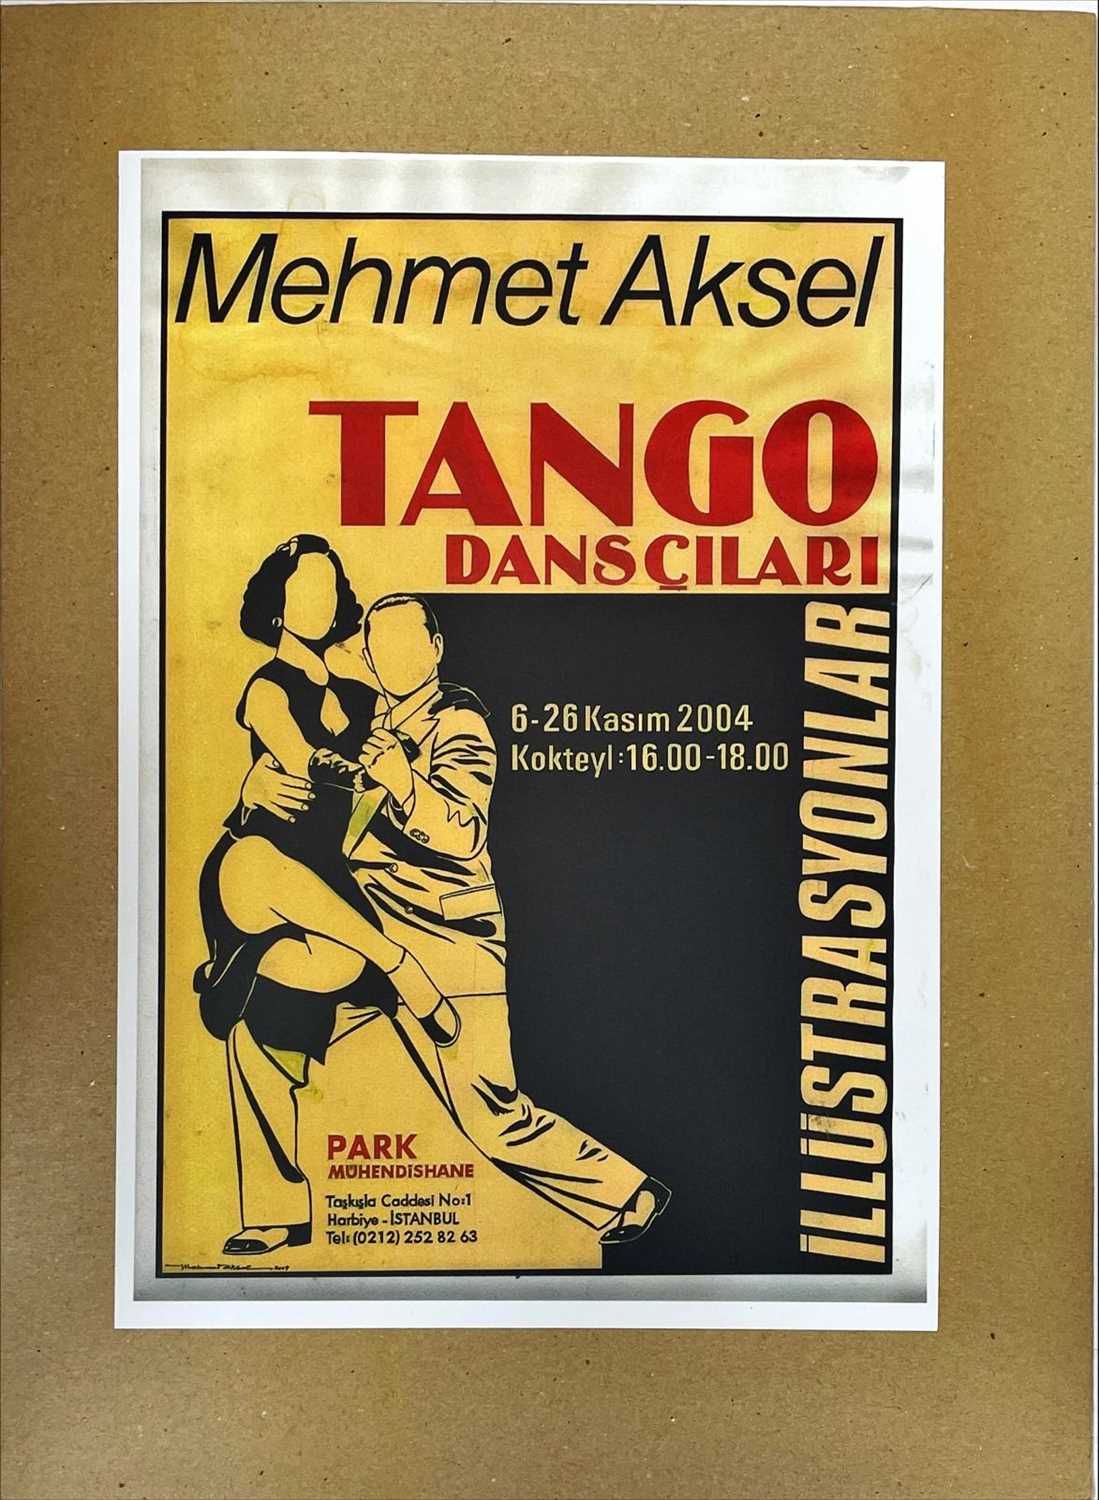 Mehmet Aksel
TANGO
DANSÇILARI
İLLÜSTRASYONLAR
6-26 Kasım 2004
Kokteyl:16.00-18.00
PARK
MÜHENDİSHANE
Taşkışla Caddesi No:1
Harbiye - İSTANBUL
Tel: (0212) 252 82 63